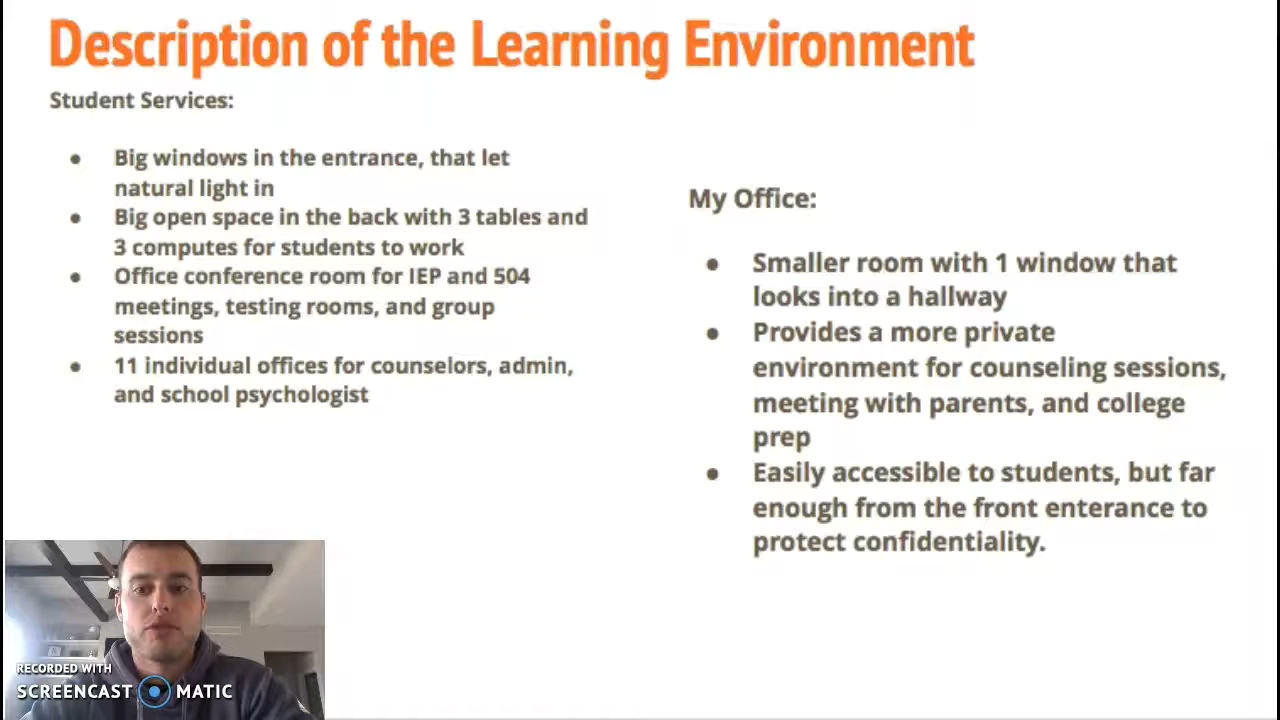 Description of the Learning Environment
Student Services:
● Big windows in the entrance, that let
natural light in
● Big open space in the back with 3 tables and
3 computes for students to work
● Office conference room for IEP and 504
meetings, testing rooms, and group
sessions
● 11 individual offices for counselors, admin,
and school psychologist
My Office:
● Smaller room with 1 window that
looks into a hallway
● Provides a more private
environment for counseling sessions,
meeting with parents, and college
prep
● Easily accessible to students, but far
enough from the front enterance to
protect confidentiality.
RECORDED WITH
SCREENCAST MATIC